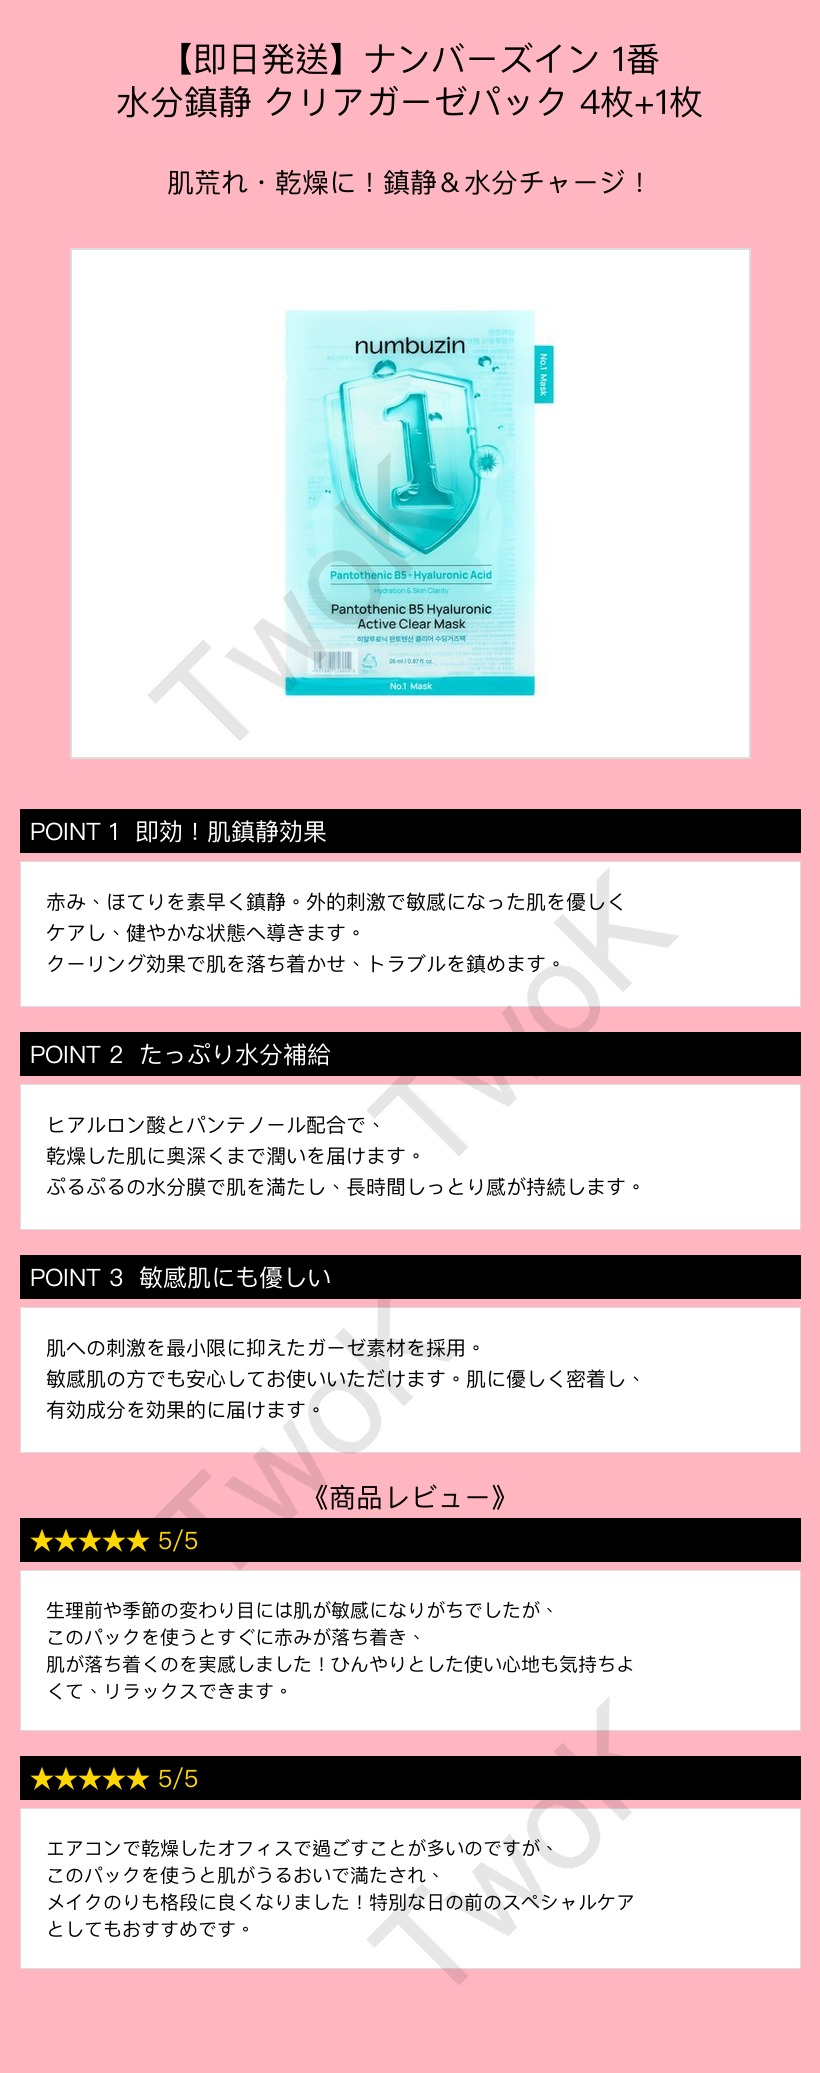 【即日発送】ナンバーズイン 1番
水分鎮静 クリアガーゼパック 4枚+1枚
肌荒れ・乾燥に！鎮静＆水分チャージ！
numbuzin
No.1 Mask
1
Pantothenic B5+Hyaluronic Acid
Hydration & Skin Clarity
Pantothenic B5 Hyaluronic
Active Clear Mask
히알루로닉 판토텐산 클리어 수딩거즈팩
26 ml / 0.87 fl. oz.
No.1 Mask
TwoK
POINT 1 即効！肌鎮静効果
赤み、ほてりを素早く鎮静。外的刺激で敏感になった肌を優しく
ケアし、健やかな状態へ導きます。
クーリング効果で肌を落ち着かせ、トラブルを鎮めます。
TwoK
POINT 2 たっぷり水分補給
ヒアルロン酸とパンテノール配合で、
乾燥した肌に奥深くまで潤いを届けます。
ぷるぷるの水分膜で肌を満たし、長時間しっとり感が持続します。
POINT 3 敏感肌にも優しい
肌への刺激を最小限に抑えたガーゼ素材を採用。
敏感肌の方でも安心してお使いいただけます。肌に優しく密着し、
有効成分を効果的に届けます。
TwoK
《商品レビュー》
★★★★★ 5/5
生理前や季節の変わり目には肌が敏感になりがちでしたが、
このパックを使うとすぐに赤みが落ち着き、
肌が落ち着くのを実感しました！ひんやりとした使い心地も気持ちよ
くて、リラックスできます。
★★★★★ 5/5
エアコンで乾燥したオフィスで過ごすことが多いのですが、
このパックを使うと肌がうるおいで満たされ、
メイクのりも格段に良くなりました！特別な日の前のスペシャルケア
としてもおすすめです。
TwoK